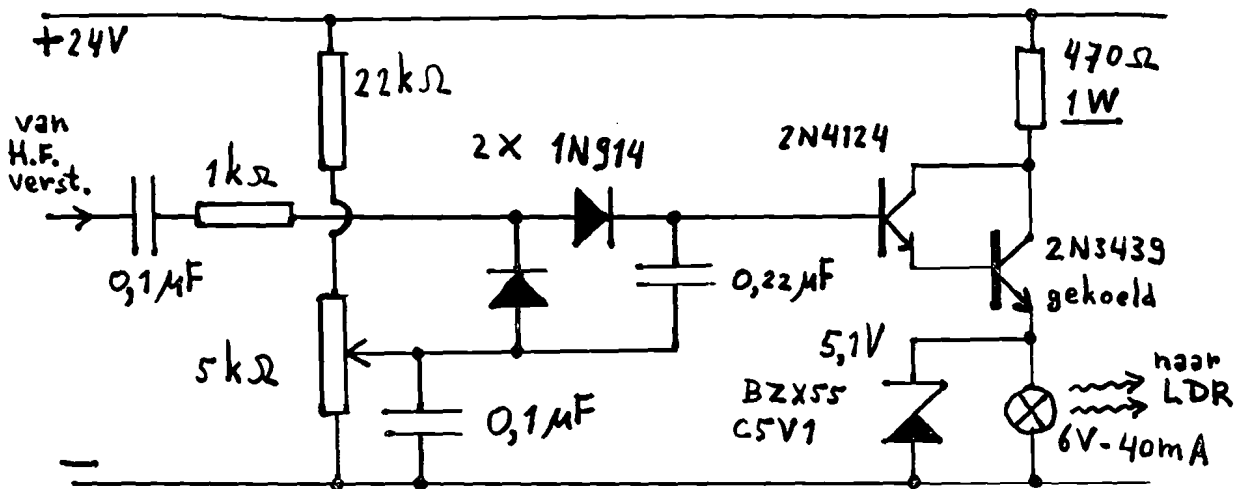 +24V
22kΩ
470Ω
1W
van
H.F.
verst.
1kΩ
2X 1N914
2N4124
0,1μF
0,22μF
2N3439
gekoeld
5kΩ
0,1μF
5,1V
BZX55
C5V1
naar
LDR
6V-40mA
−